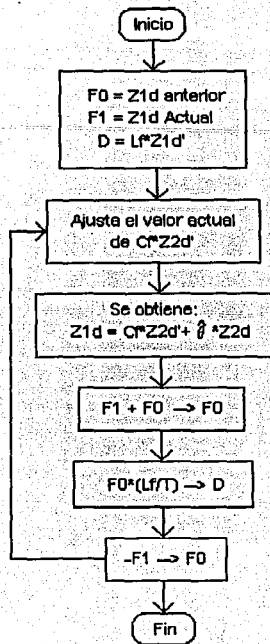 Inicio
F0 = Z1d anterior
F1 = Z1d Actual
D = Lf*Z1d'
Ajusta el valor actual
de Cf*Z2d'
Se obtiene:
Z1d = Cf*Z2d'+ θ̂ *Z2d
F1 + F0 → F0
F0*(Lf/T) → D
-F1 → F0
Fin